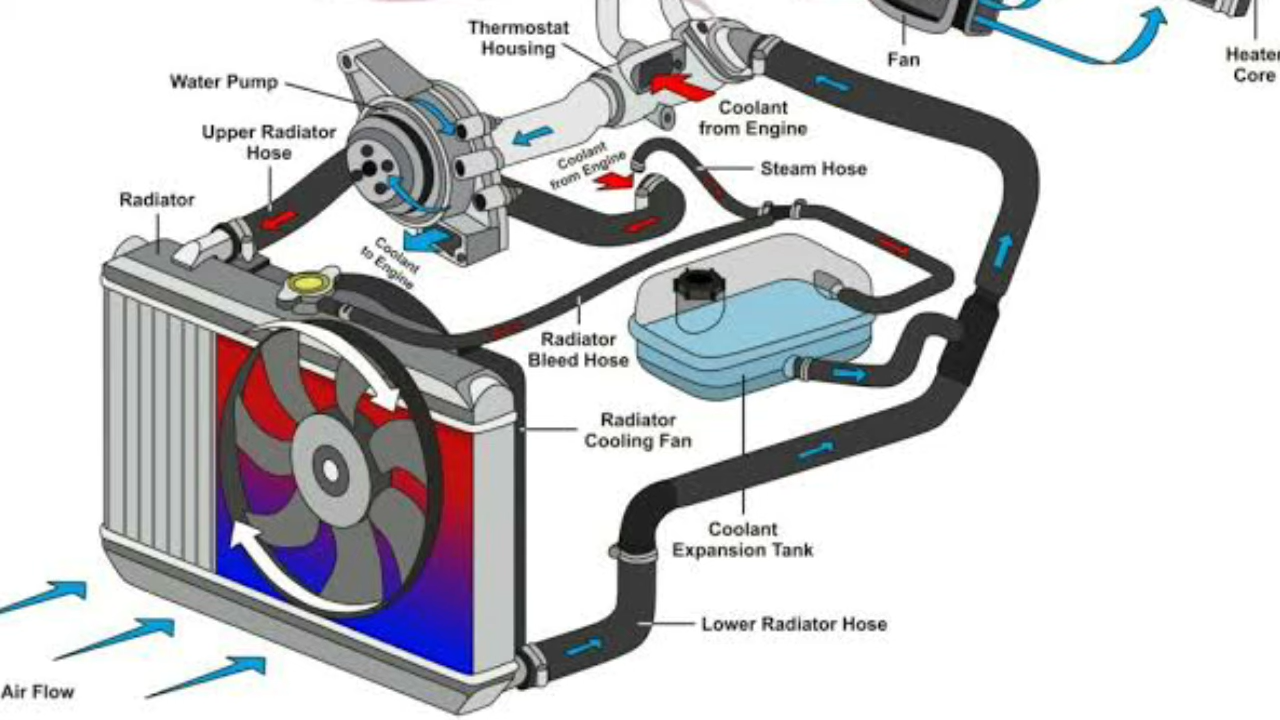 Thermostat
Housing
Fan
Heater
Core
Water Pump
Coolant
from Engine
Upper Radiator
Hose
Coolant
from Engine
Steam Hose
Radiator
Coolant
to Engine
Radiator
Bleed Hose
Radiator
Cooling Fan
Coolant
Expansion Tank
Lower Radiator Hose
Air Flow